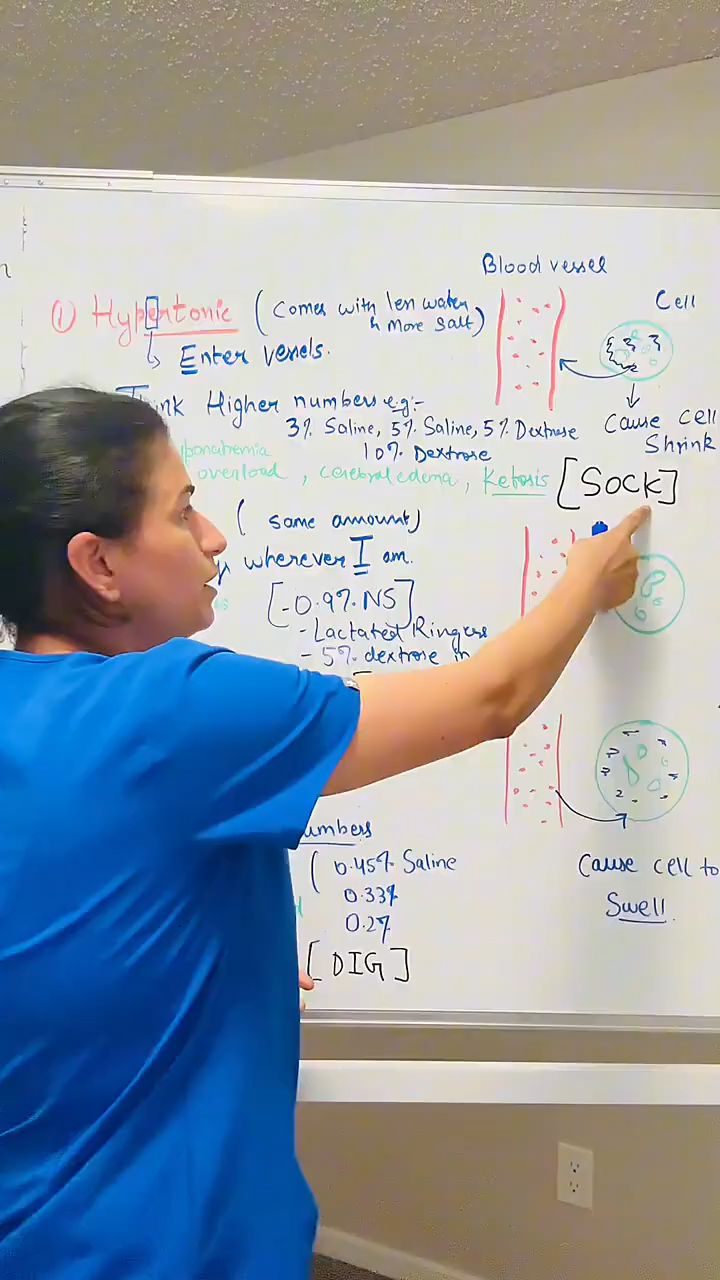 Blood vessel
Cell
① Hypertonic (Comes with less water
& More Salt)
Enter vessels.
Think Higher numbers e.g:-
3% Saline, 5% Saline, 5% Dextrose
10% Dextrose
Cause cell
Shrink
ponatremia
overload, cerebral edema, Ketosis
[SOCK]
(same amount)
wherever I am.
[-0.9% NS]
- Lactated Ringers
- 5% dextrose in
umbers
(0.45% Saline
0.33%
0.2%
[DIG]
Cause cell to
Swell.